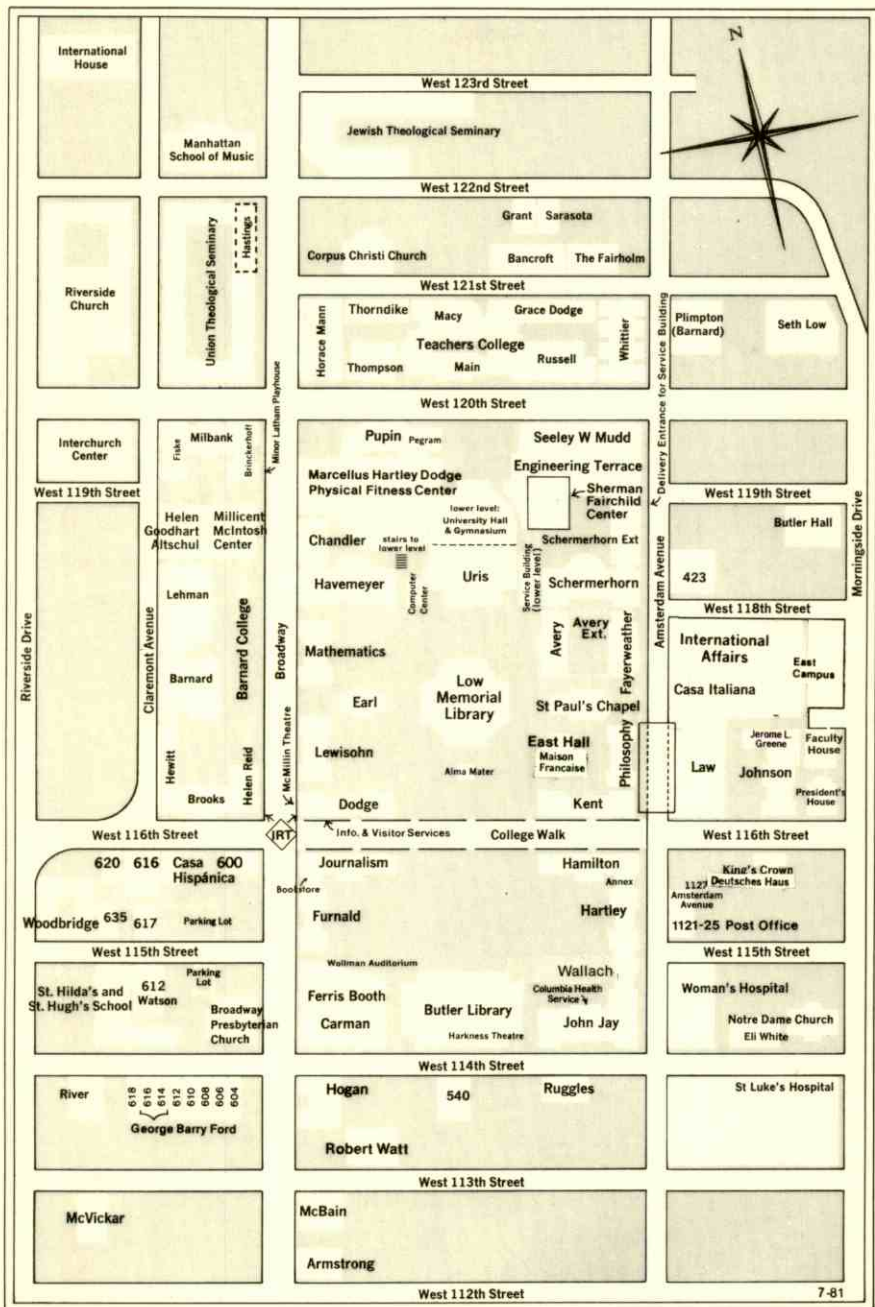 N
International
House
West 123rd Street
Manhattan
School of Music
Jewish Theological Seminary
West 122nd Street
Union Theological Seminary
Hastings
Grant
Sarasota
Corpus Christi Church
Bancroft
The Fairholm
West 121st Street
Riverside
Church
Horace Mann
Thorndike
Macy
Grace Dodge
Teachers College
Thompson
Main
Russell
Whittier
Delivery Entrance for Service Building
Plimpton
(Barnard)
Seth Low
West 120th Street
Minor Latham Playhouse
Interchurch
Center
Fiske
Milbank
Brinckerhoff
Pupin
Pegram
Seeley W Mudd
Marcellus Hartley Dodge
Physical Fitness Center
Engineering Terrace
Sherman
Fairchild
Center
West 119th Street
West 119th Street
Helen
Goodhart
Altschul
Millicent
McIntosh
Center
lower level:
University Hall
& Gymnasium
Butler Hall
Morningside Drive
Chandler
stairs to
lower level
Schermerhorn Ext
Havemeyer
Computer
Center
Uris
Service Building
(lower level)
Schermerhorn
423
Lehman
West 118th Street
Riverside Drive
Claremont Avenue
Barnard College
Broadway
Amsterdam Avenue
Mathematics
Avery
Avery
Ext.
Fayerweather
International
Affairs
East
Campus
Barnard
Earl
Low
Memorial
Library
St Paul's Chapel
Casa Italiana
Hewitt
Helen Reid
McMillin Theatre
Lewisohn
Alma Mater
East Hall
Maison
Francaise
Philosophy
Law
Jerome L.
Greene
Johnson
Faculty
House
President's
House
Brooks
Dodge
Kent
West 116th Street
IRT
Info. & Visitor Services
College Walk
West 116th Street
620
616
Casa
Hispánica
600
Journalism
Bookstore
Hamilton
Annex
King's Crown
Deutsches Haus
1127
Amsterdam
Avenue
Woodbridge
635
617
Parking Lot
Furnald
Hartley
1121-25 Post Office
West 115th Street
West 115th Street
Wollman Auditorium
St. Hilda's and
St. Hugh's School
612
Watson
Parking
Lot
Broadway
Presbyterian
Church
Ferris Booth
Carman
Butler Library
Harkness Theatre
Wallach
Columbia Health
Service
John Jay
Woman's Hospital
Notre Dame Church
Eli White
West 114th Street
River
618
616
614
612
610
608
606
604
George Barry Ford
Hogan
540
Ruggles
St Luke's Hospital
Robert Watt
West 113th Street
McVickar
McBain
Armstrong
West 112th Street
7-81